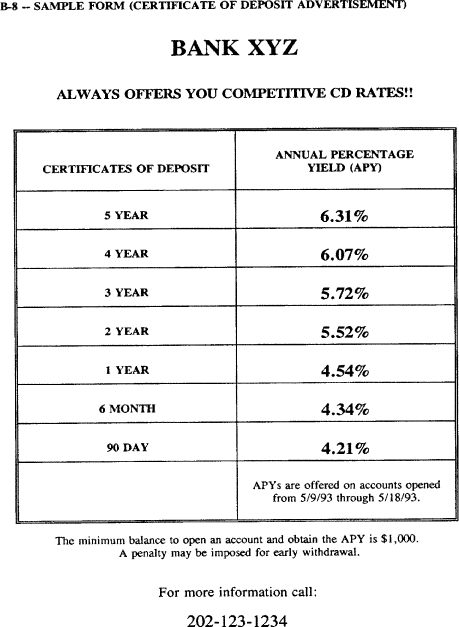 B-8 -- SAMPLE FORM (CERTIFICATE OF DEPOSIT ADVERTISEMENT)
BANK XYZ
ALWAYS OFFERS YOU COMPETITIVE CD RATES!!
CERTIFICATES OF DEPOSIT
ANNUAL PERCENTAGE
YIELD (APY)
5 YEAR 6.31%
4 YEAR 6.07%
3 YEAR 5.72%
2 YEAR 5.52%
1 YEAR 4.54%
6 MONTH 4.34%
90 DAY 4.21%
APYs are offered on accounts opened
from 5/9/93 through 5/18/93.
The minimum balance to open an account and obtain the APY is $1,000.
A penalty may be imposed for early withdrawal.
For more information call:
202-123-1234